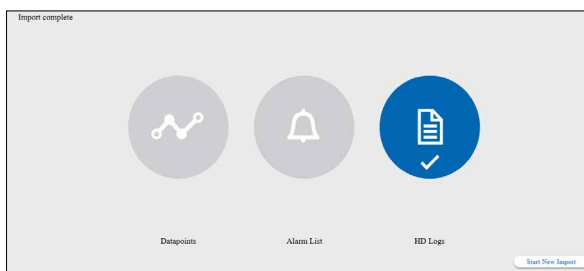 Import complete
Datapoints
Alarm List
HD Logs
Start New Import